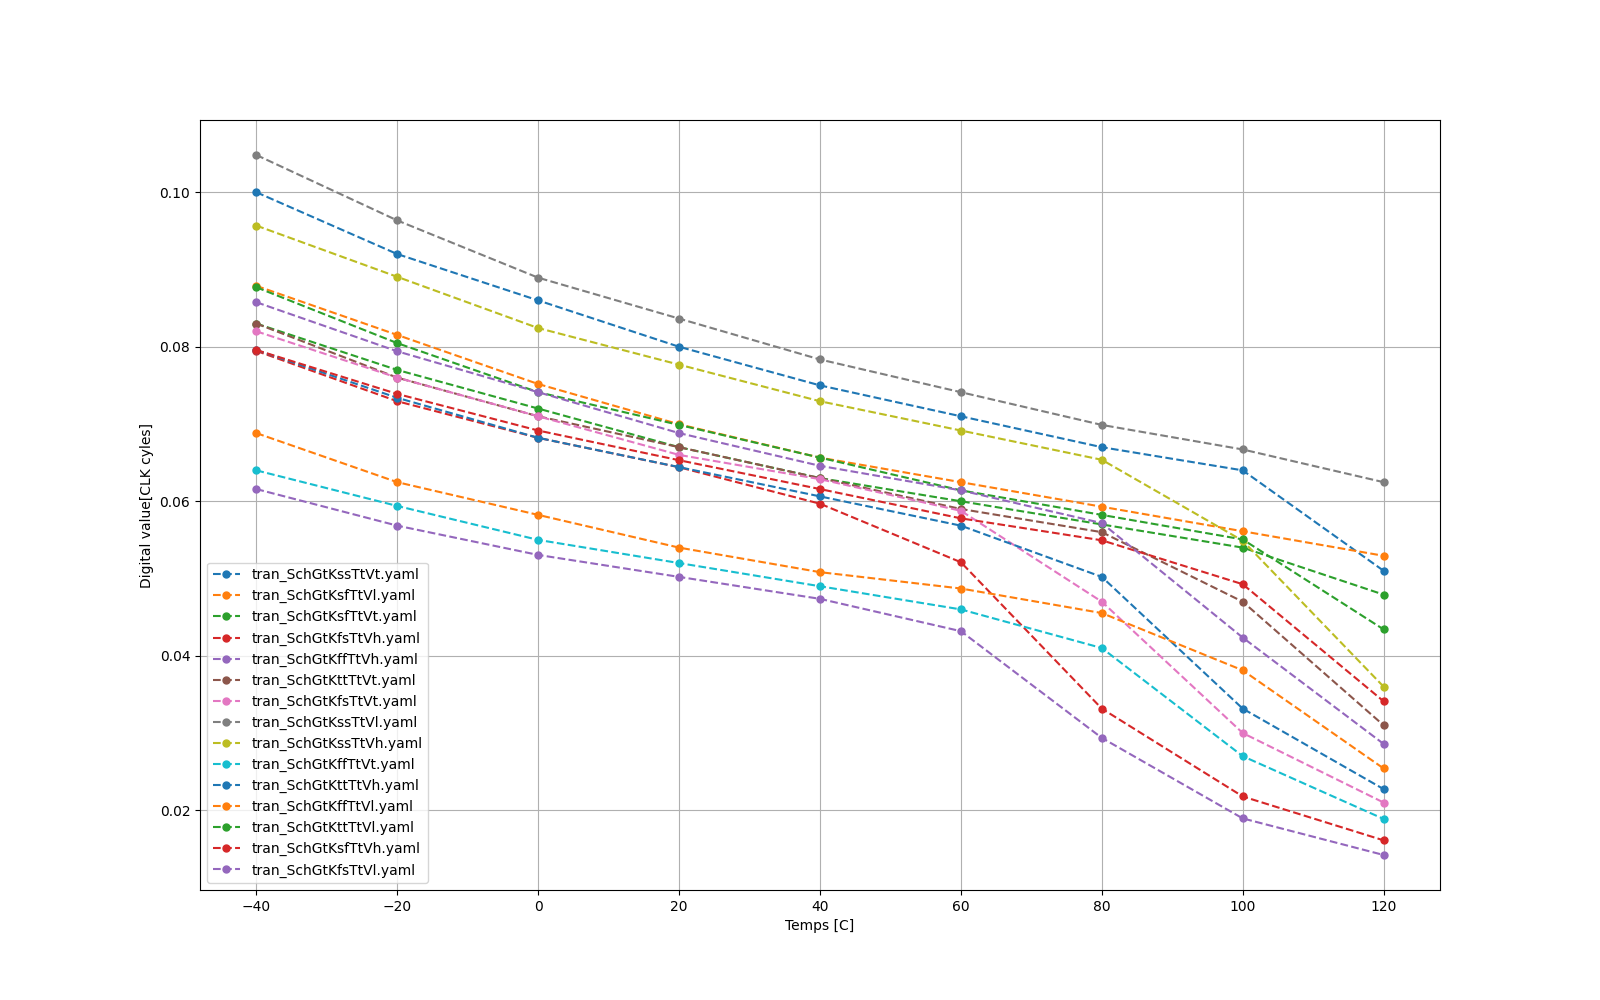 Digital value[CLK cyles]
0.10
0.08
0.06
0.04
0.02
tran_SchGtKssTtVt.yaml
tran_SchGtKsfTtVl.yaml
tran_SchGtKsfTtVt.yaml
tran_SchGtKfsTtVh.yaml
tran_SchGtKffTtVh.yaml
tran_SchGtKttTtVt.yaml
tran_SchGtKfsTtVt.yaml
tran_SchGtKssTtVl.yaml
tran_SchGtKssTtVh.yaml
tran_SchGtKffTtVt.yaml
tran_SchGtKttTtVh.yaml
tran_SchGtKffTtVl.yaml
tran_SchGtKttTtVl.yaml
tran_SchGtKsfTtVh.yaml
tran_SchGtKfsTtVl.yaml
−40 −20 0 20 40 60 80 100 120
Temps [C]